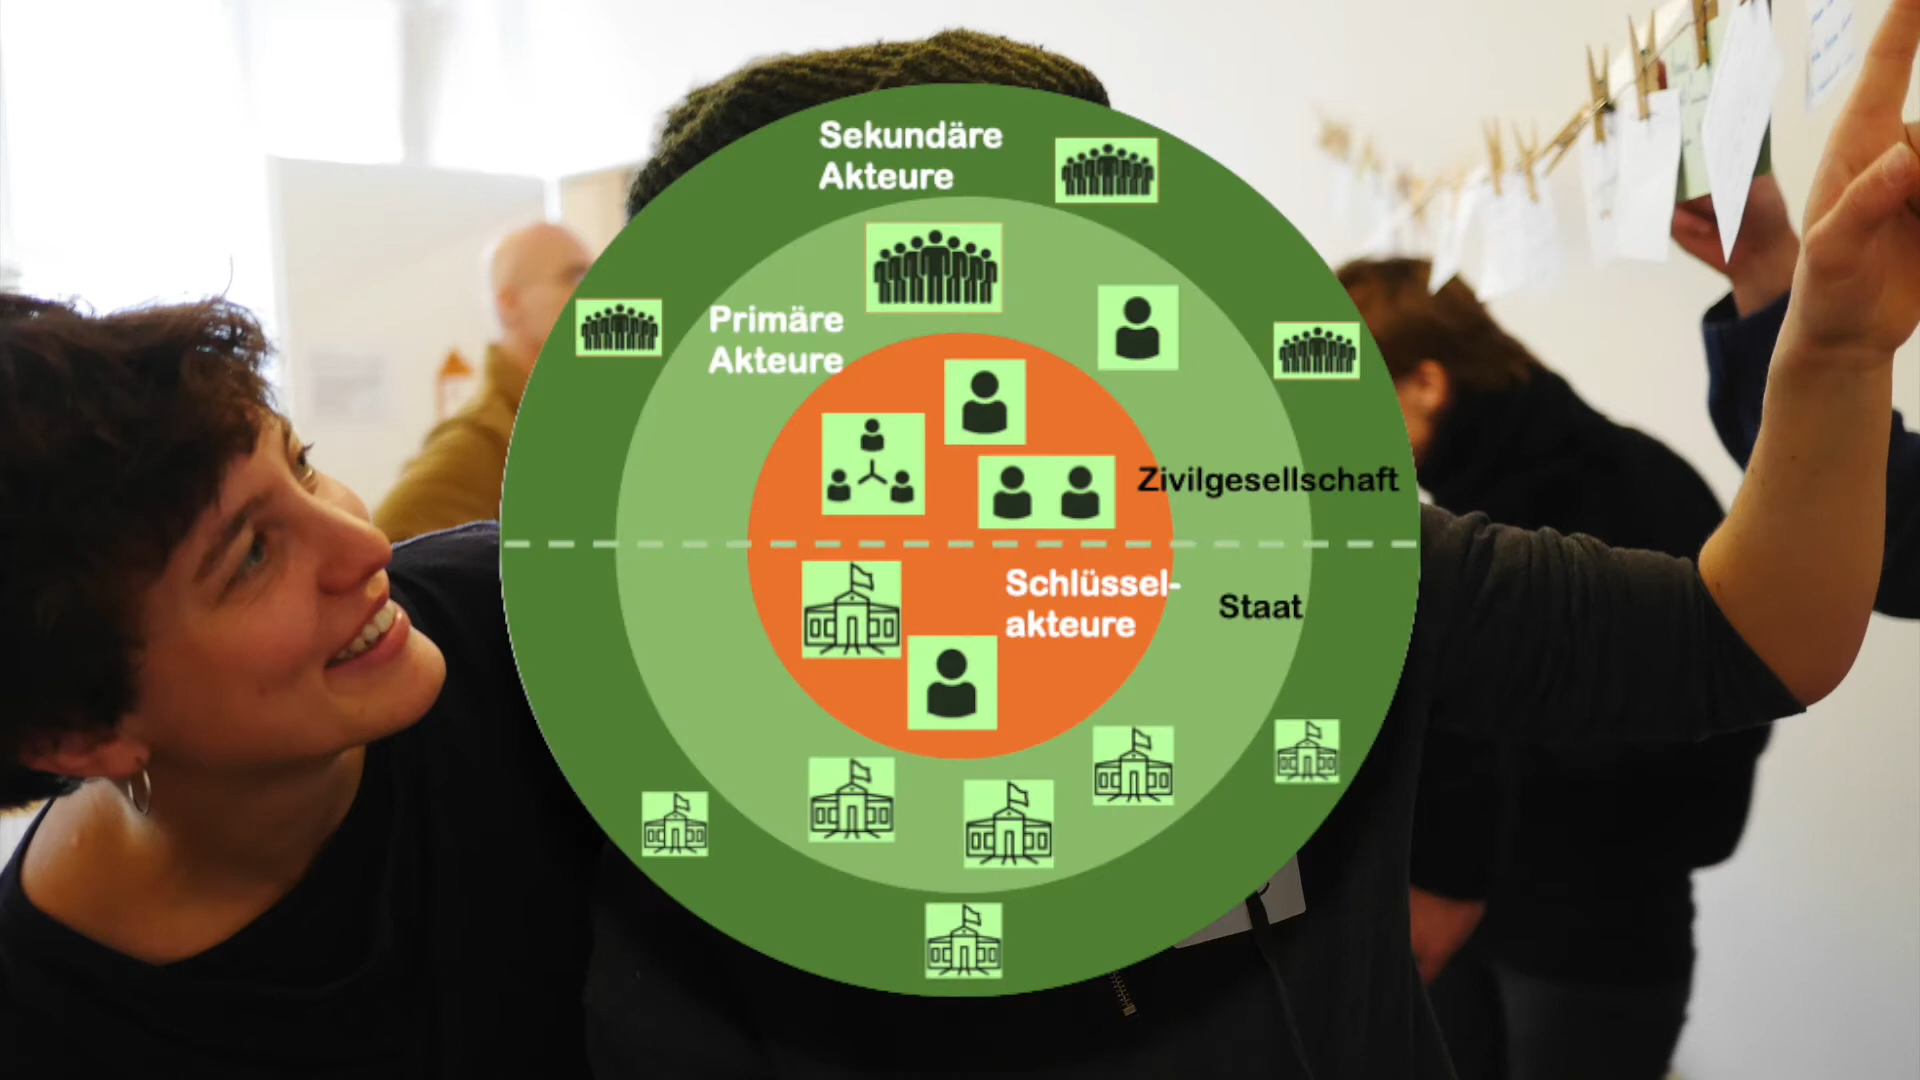 Sekundäre
Akteure
Primäre
Akteure
Zivilgesellschaft
Schlüssel-
akteure
Staat